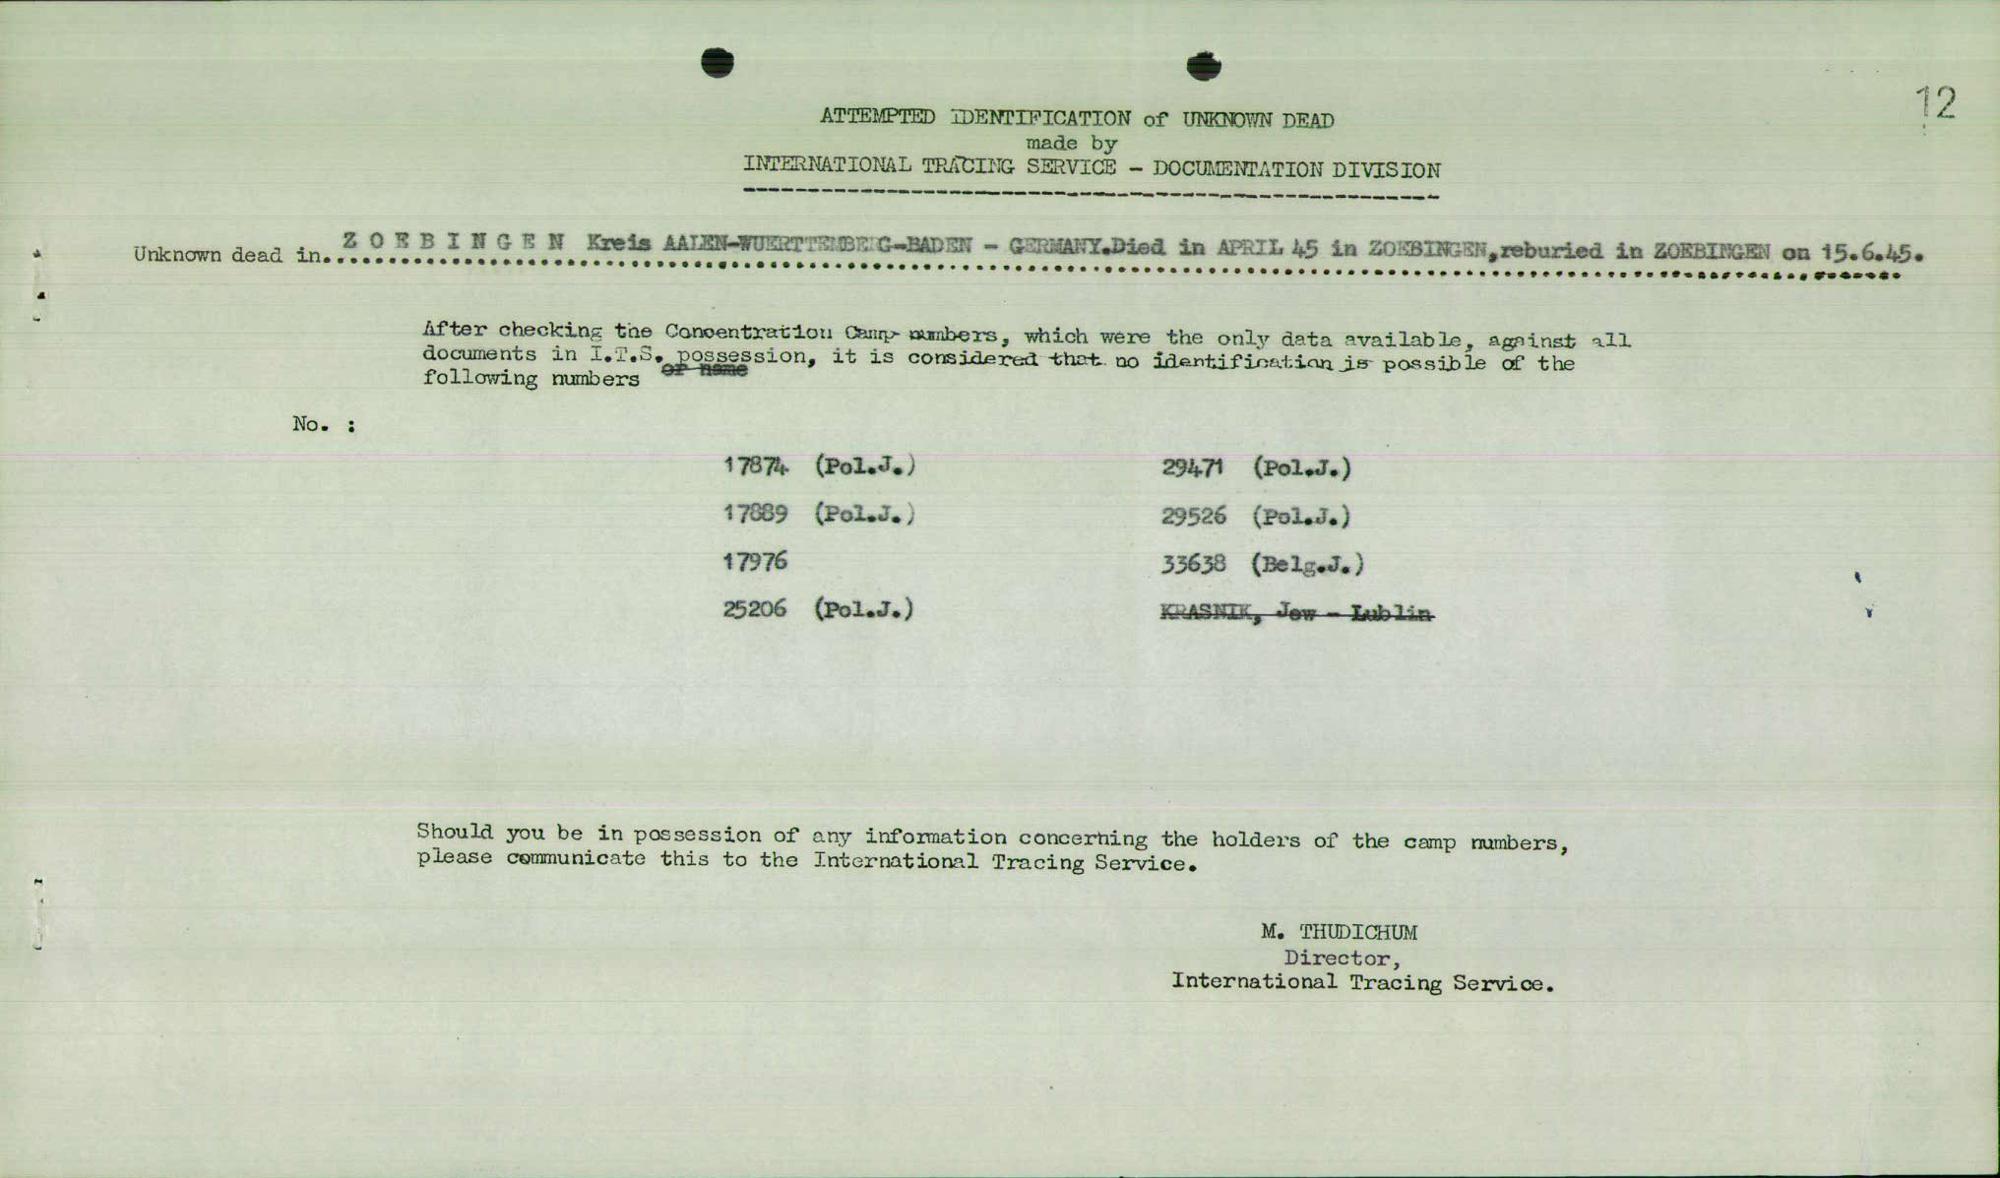 12
ATTEMPTED IDENTIFICATION of UNKNOWN DEAD
made by
INTERNATIONAL TRACING SERVICE - DOCUMENTATION DIVISION
Unknown dead in. Z O E B I N G E N Kreis AALEN-WUERTTEMBERG-BADEN - GERMANY.Died in APRIL 45 in ZOEBINGEN,reburied in ZOEBINGEN on 15.6.45.
After checking the Concentration Camp numbers, which were the only data available, against all
documents in I.T.S. possession, it is considered that no identification is possible of the
following numbers or name
No. :
17874 (Pol.J.) 29471 (Pol.J.)
17889 (Pol.J.) 29526 (Pol.J.)
17976 33638 (Belg.J.)
25206 (Pol.J.) KRASNIK, Jew - Lublin
Should you be in possession of any information concerning the holders of the camp numbers,
please communicate this to the International Tracing Service.
M. THUDICHUM
Director,
International Tracing Service.